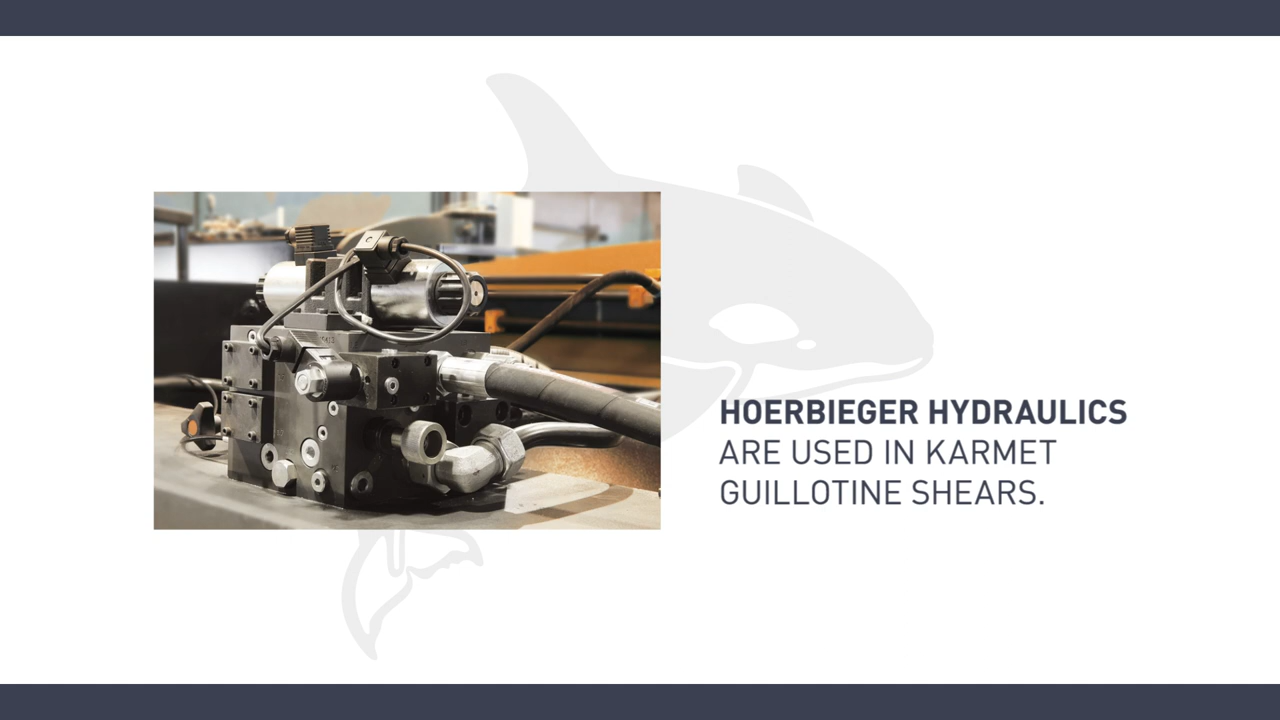 HOERBIEGER HYDRAULICS
ARE USED IN KARMET
GUILLOTINE SHEARS.